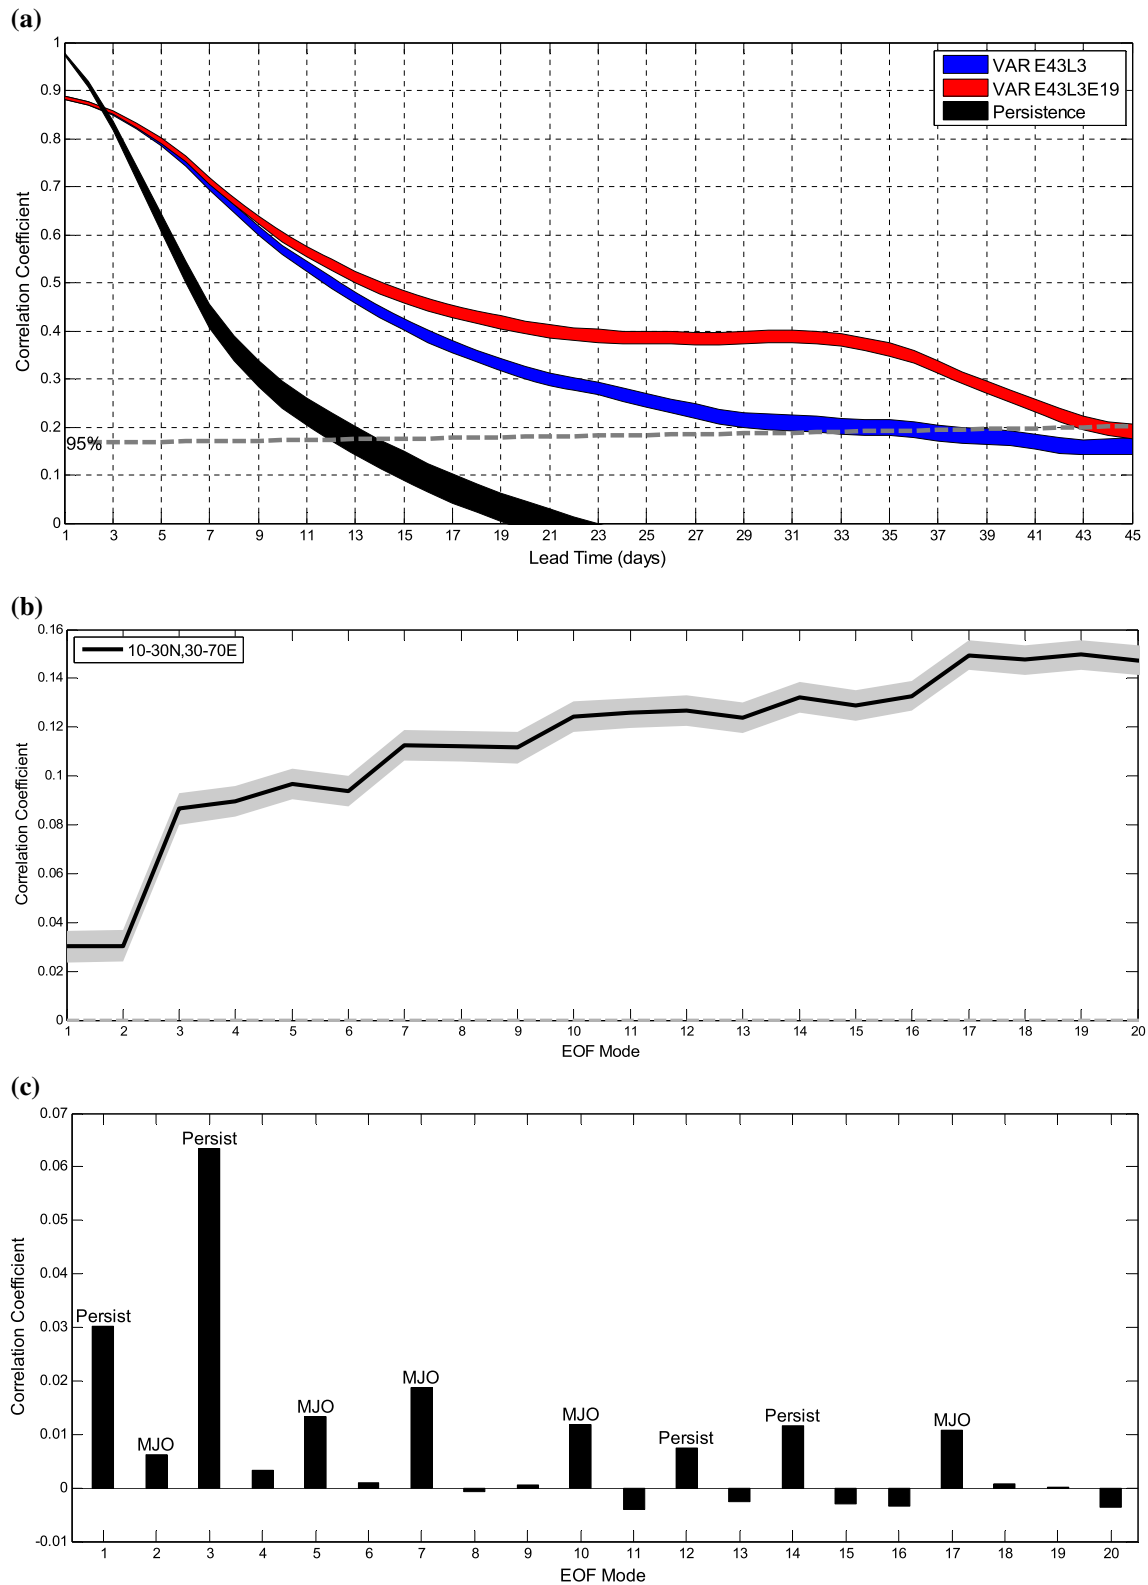 (a)
1
0.9
0.8
0.7
0.6
0.5
0.4
0.3
0.2
0.1
0
Correlation Coefficient
95%
VAR E43L3
VAR E43L3E19
Persistence
1 3 5 7 9 11 13 15 17 19 21 23 25 27 29 31 33 35 37 39 41 43 45
Lead Time (days)
(b)
0.16
0.14
0.12
0.1
0.08
0.06
0.04
0.02
0
Correlation Coefficient
10-30N,30-70E
1 2 3 4 5 6 7 8 9 10 11 12 13 14 15 16 17 18 19 20
EOF Mode
(c)
0.07
0.06
0.05
0.04
0.03
0.02
0.01
0
-0.01
Correlation Coefficient
Persist
MJO
Persist
MJO
MJO
MJO
Persist
Persist
MJO
1 2 3 4 5 6 7 8 9 10 11 12 13 14 15 16 17 18 19 20
EOF Mode